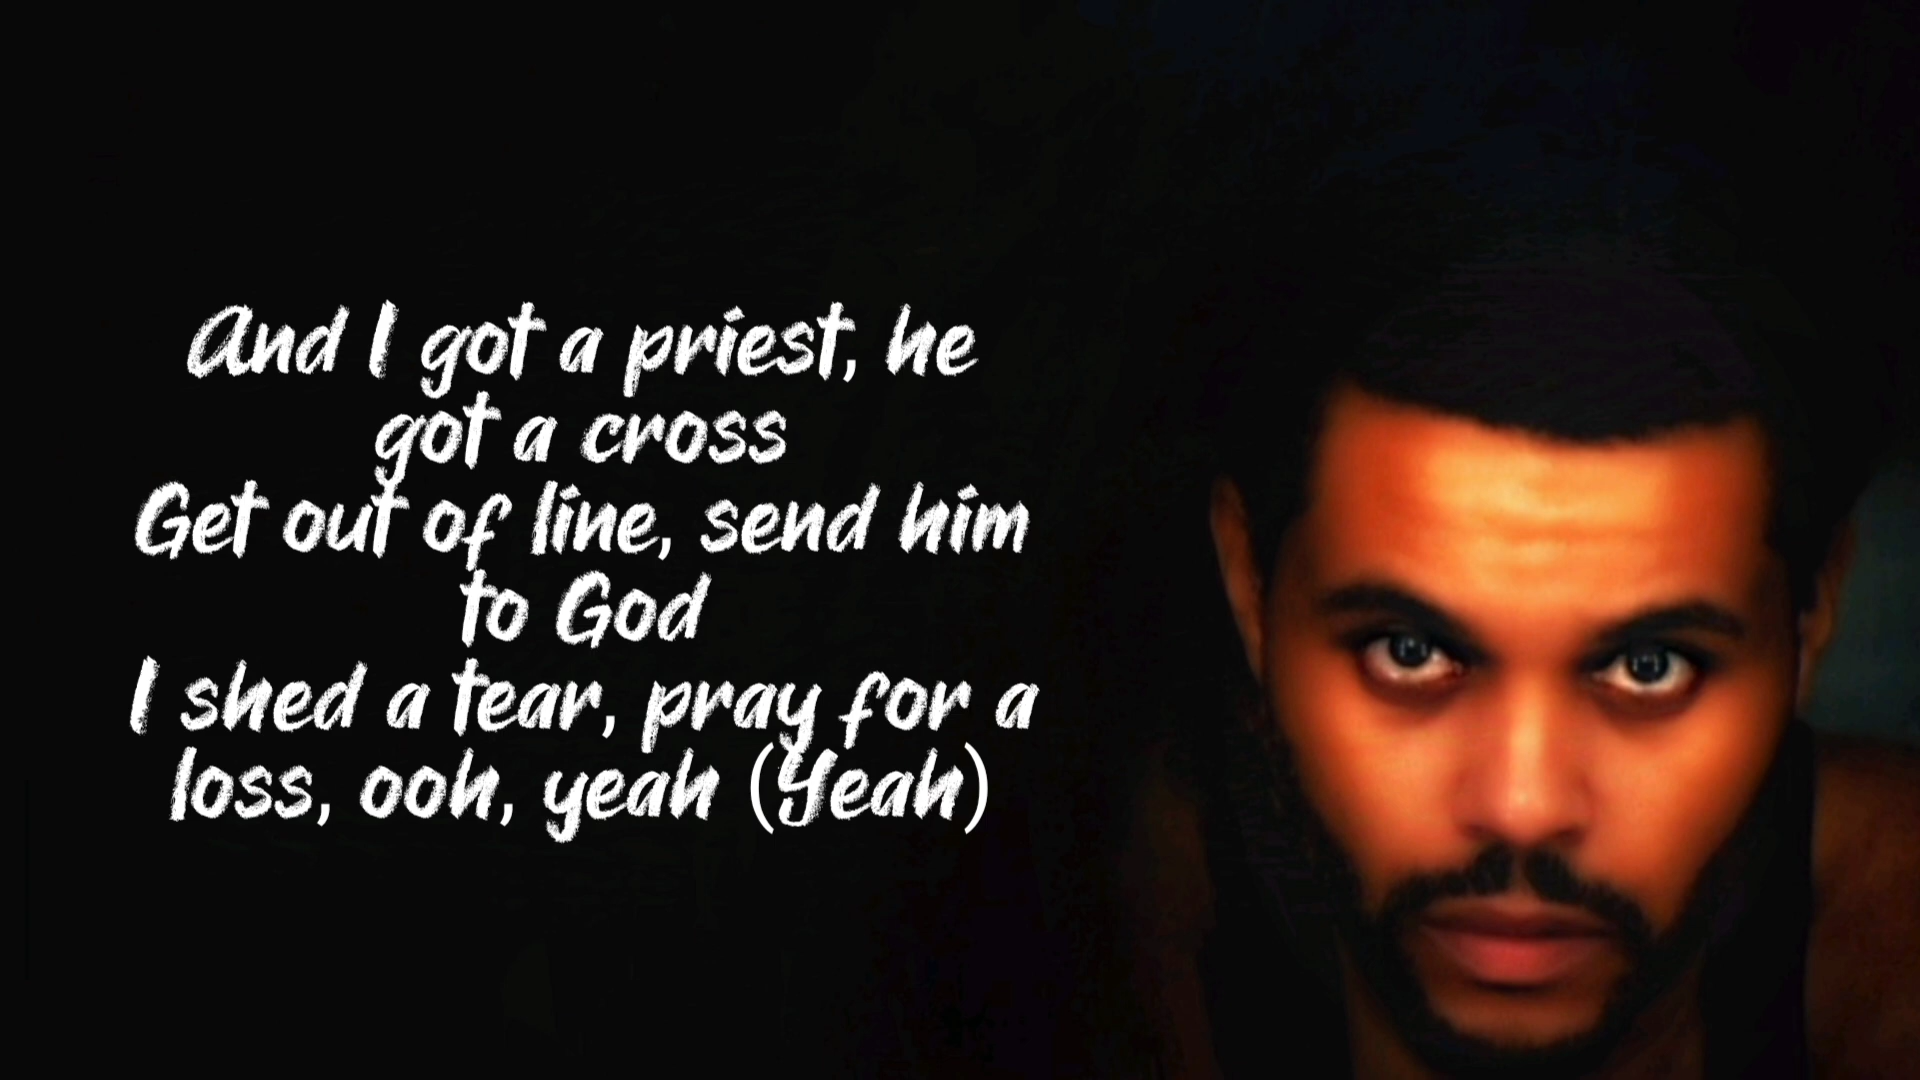 And I got a priest, he
got a cross
Get out of line, send him
to God
I shed a tear, pray for a
loss, ooh, yeah (Yeah)